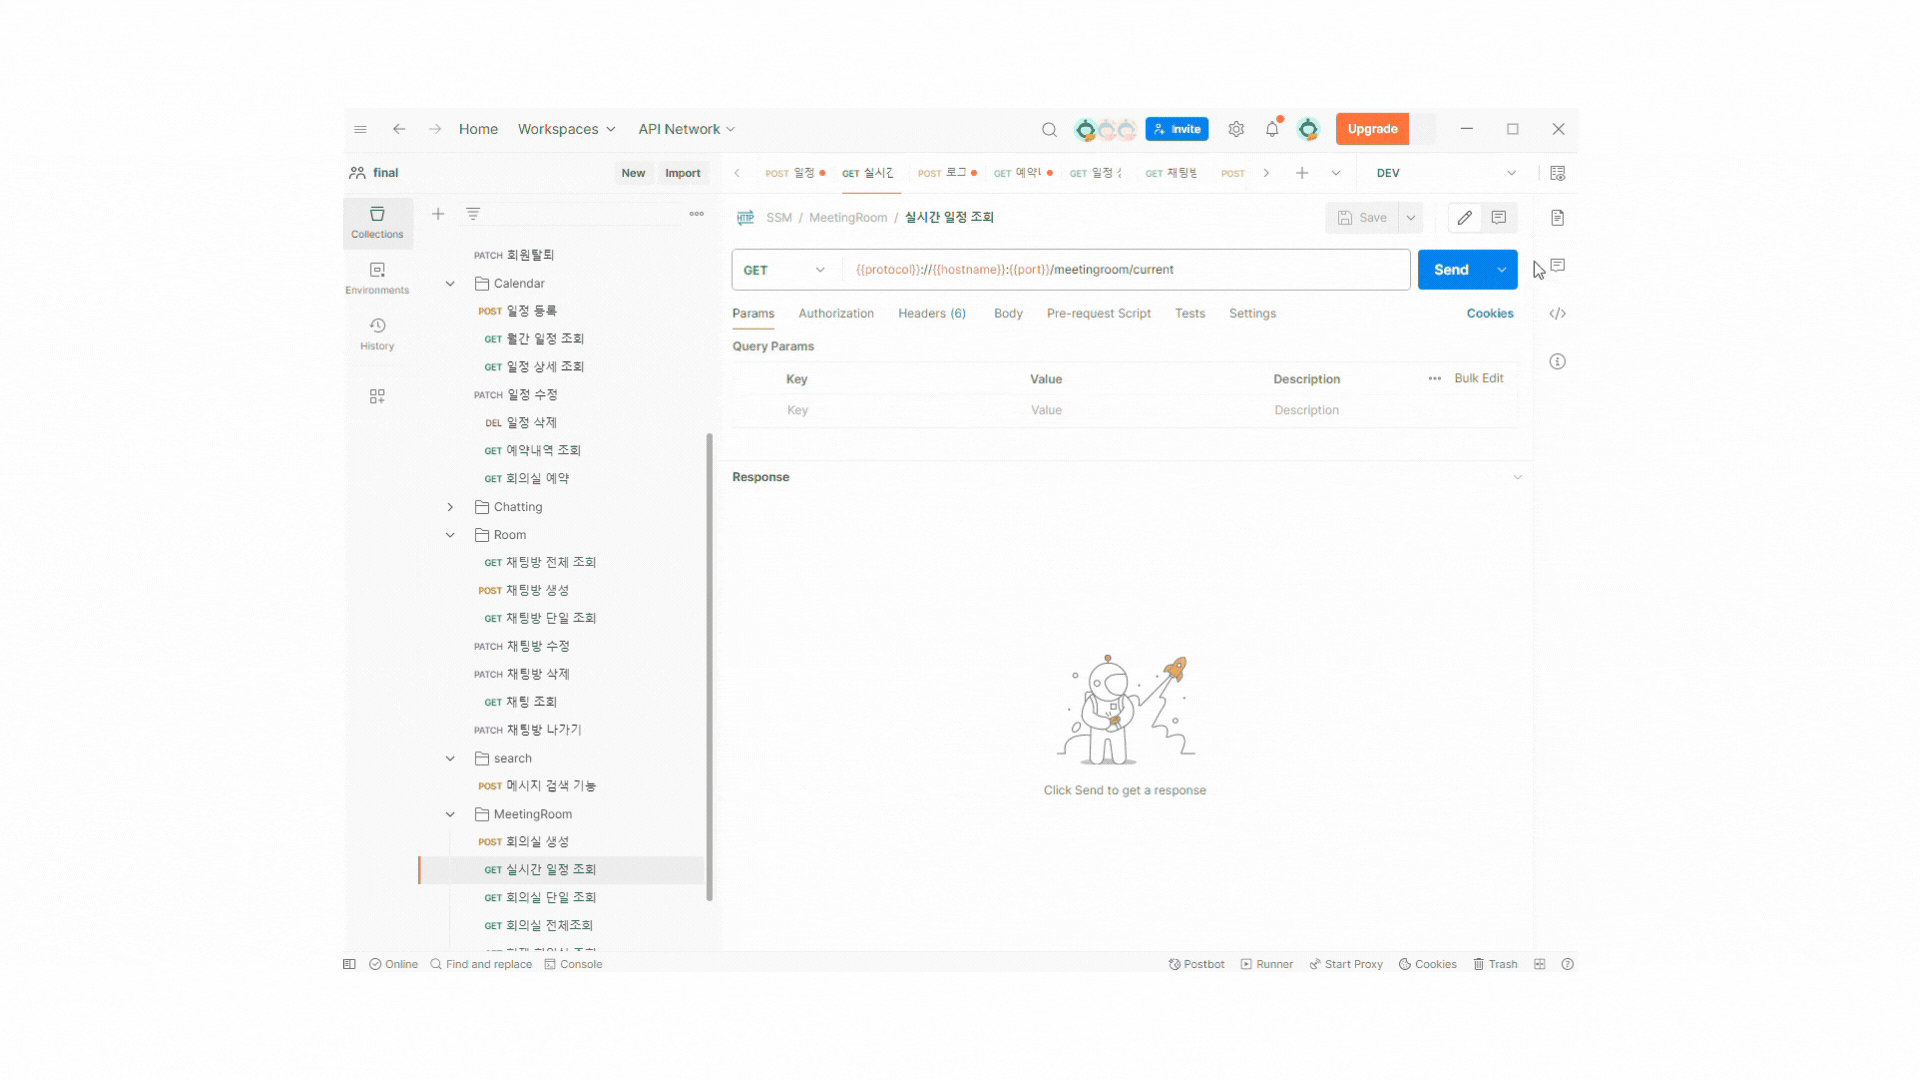 Home Workspaces API Network Invite Upgrade
final New Import POST 일정 GET 실시간 POST 로그 GET 예약 GET 일정 GET 채팅방 POST DEV
Collections
Environments
History
PATCH 회원탈퇴
Calendar
POST 일정 등록
GET 월간 일정 조회
GET 일정 상세 조회
PATCH 일정 수정
DEL 일정 삭제
GET 예약내역 조회
GET 회의실 예약
Chatting
Room
GET 채팅방 전체 조회
POST 채팅방 생성
GET 채팅방 단일 조회
PATCH 채팅방 수정
PATCH 채팅방 삭제
GET 채팅 조회
PATCH 채팅방 나가기
search
POST 메시지 검색 기능
MeetingRoom
POST 회의실 생성
GET 실시간 일정 조회
GET 회의실 단일 조회
GET 회의실 전체조회
HTTP SSM / MeetingRoom / 실시간 일정 조회 Save
GET {{protocol}}://{{hostname}}:{{port}}/meetingroom/current Send
Params Authorization Headers (6) Body Pre-request Script Tests Settings Cookies
Query Params
Key Value Description ••• Bulk Edit
Key Value Description
Response
Click Send to get a response
Online Find and replace Console Postbot Runner Start Proxy Cookies Trash